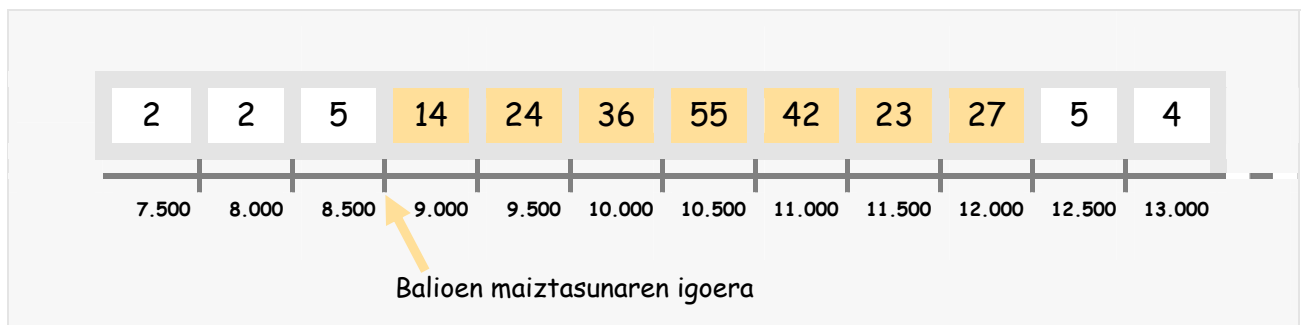 2 2 5 14 24 36 55 42 23 27 5 4
7.500 8.000 8.500 9.000 9.500 10.000 10.500 11.000 11.500 12.000 12.500 13.000
Balioen maiztasunaren igoera